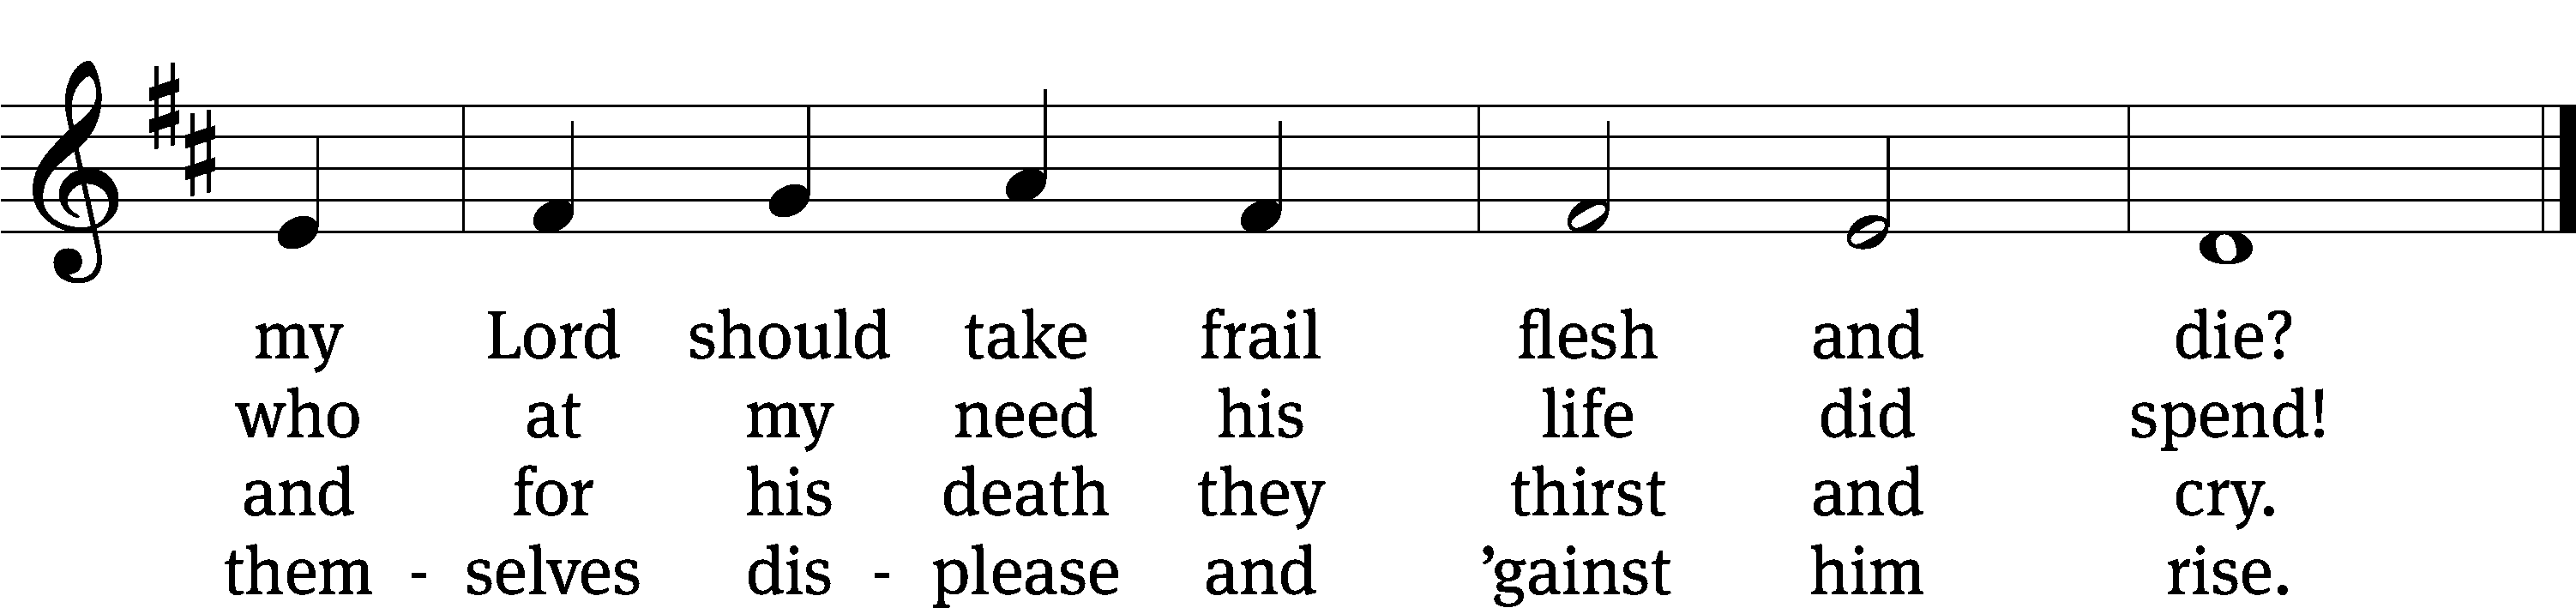 my Lord should take frail flesh and die?
who at my need his life did spend!
and for his death they thirst and cry.
them - selves dis - please and ’gainst him rise.